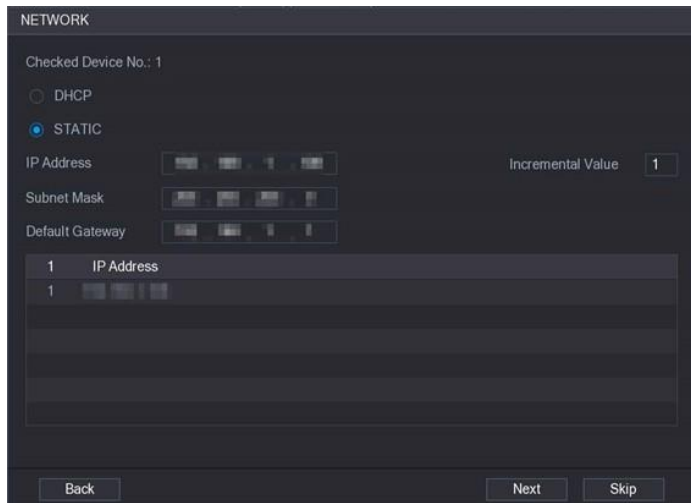 NETWORK
Checked Device No.: 1
DHCP
STATIC
IP Address
Incremental Value 1
Subnet Mask
Default Gateway
1 IP Address
1
Back Next Skip